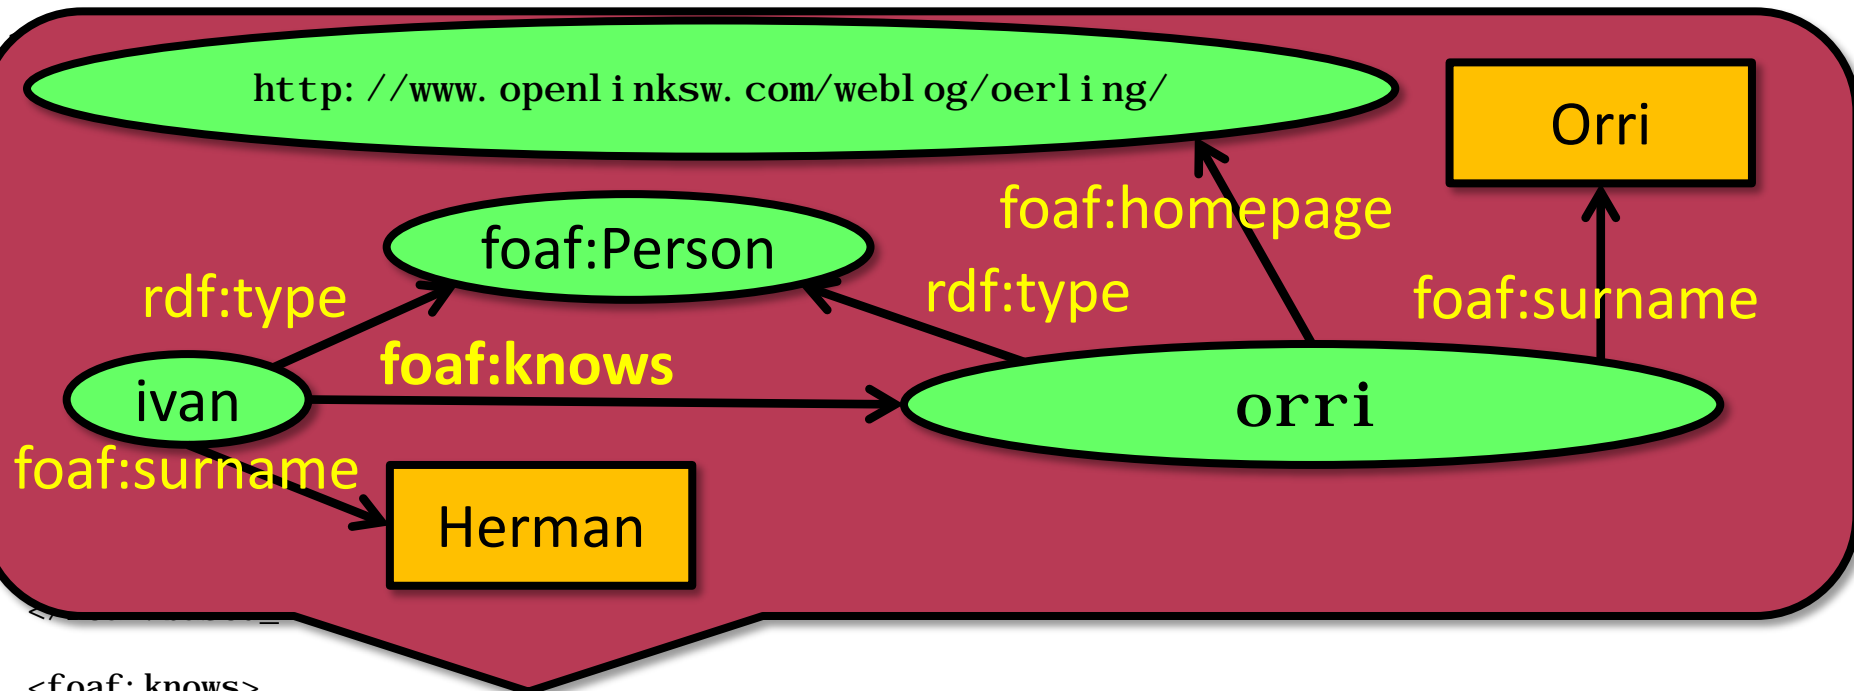 http://www.openlinksw.com/weblog/oerling/
Orri
foaf:homepage
foaf:Person
rdf:type
rdf:type
foaf:surname
foaf:knows
ivan
orri
foaf:surname
Herman
<foaf:knows>